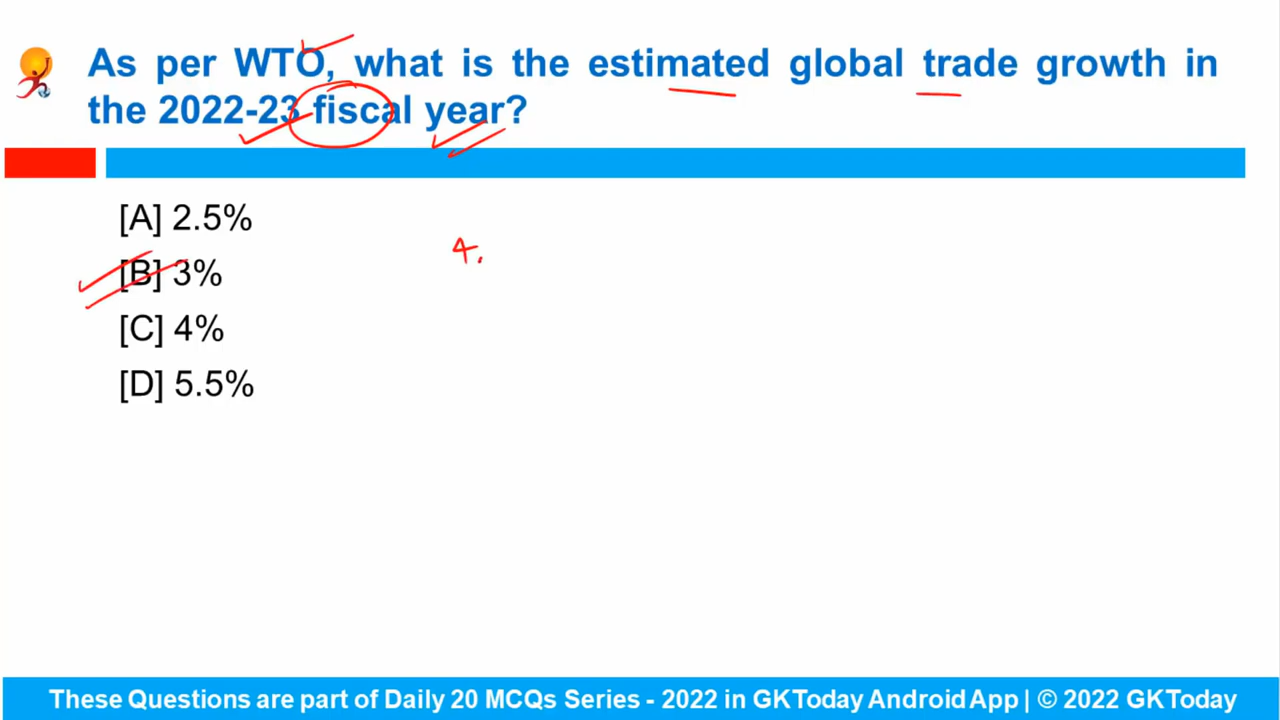 As per WTO, what is the estimated global trade growth in
the 2022-23 fiscal year?
[A] 2.5%
4.
[B] 3%
[C] 4%
[D] 5.5%
These Questions are part of Daily 20 MCQs Series - 2022 in GKToday Android App | © 2022 GKToday